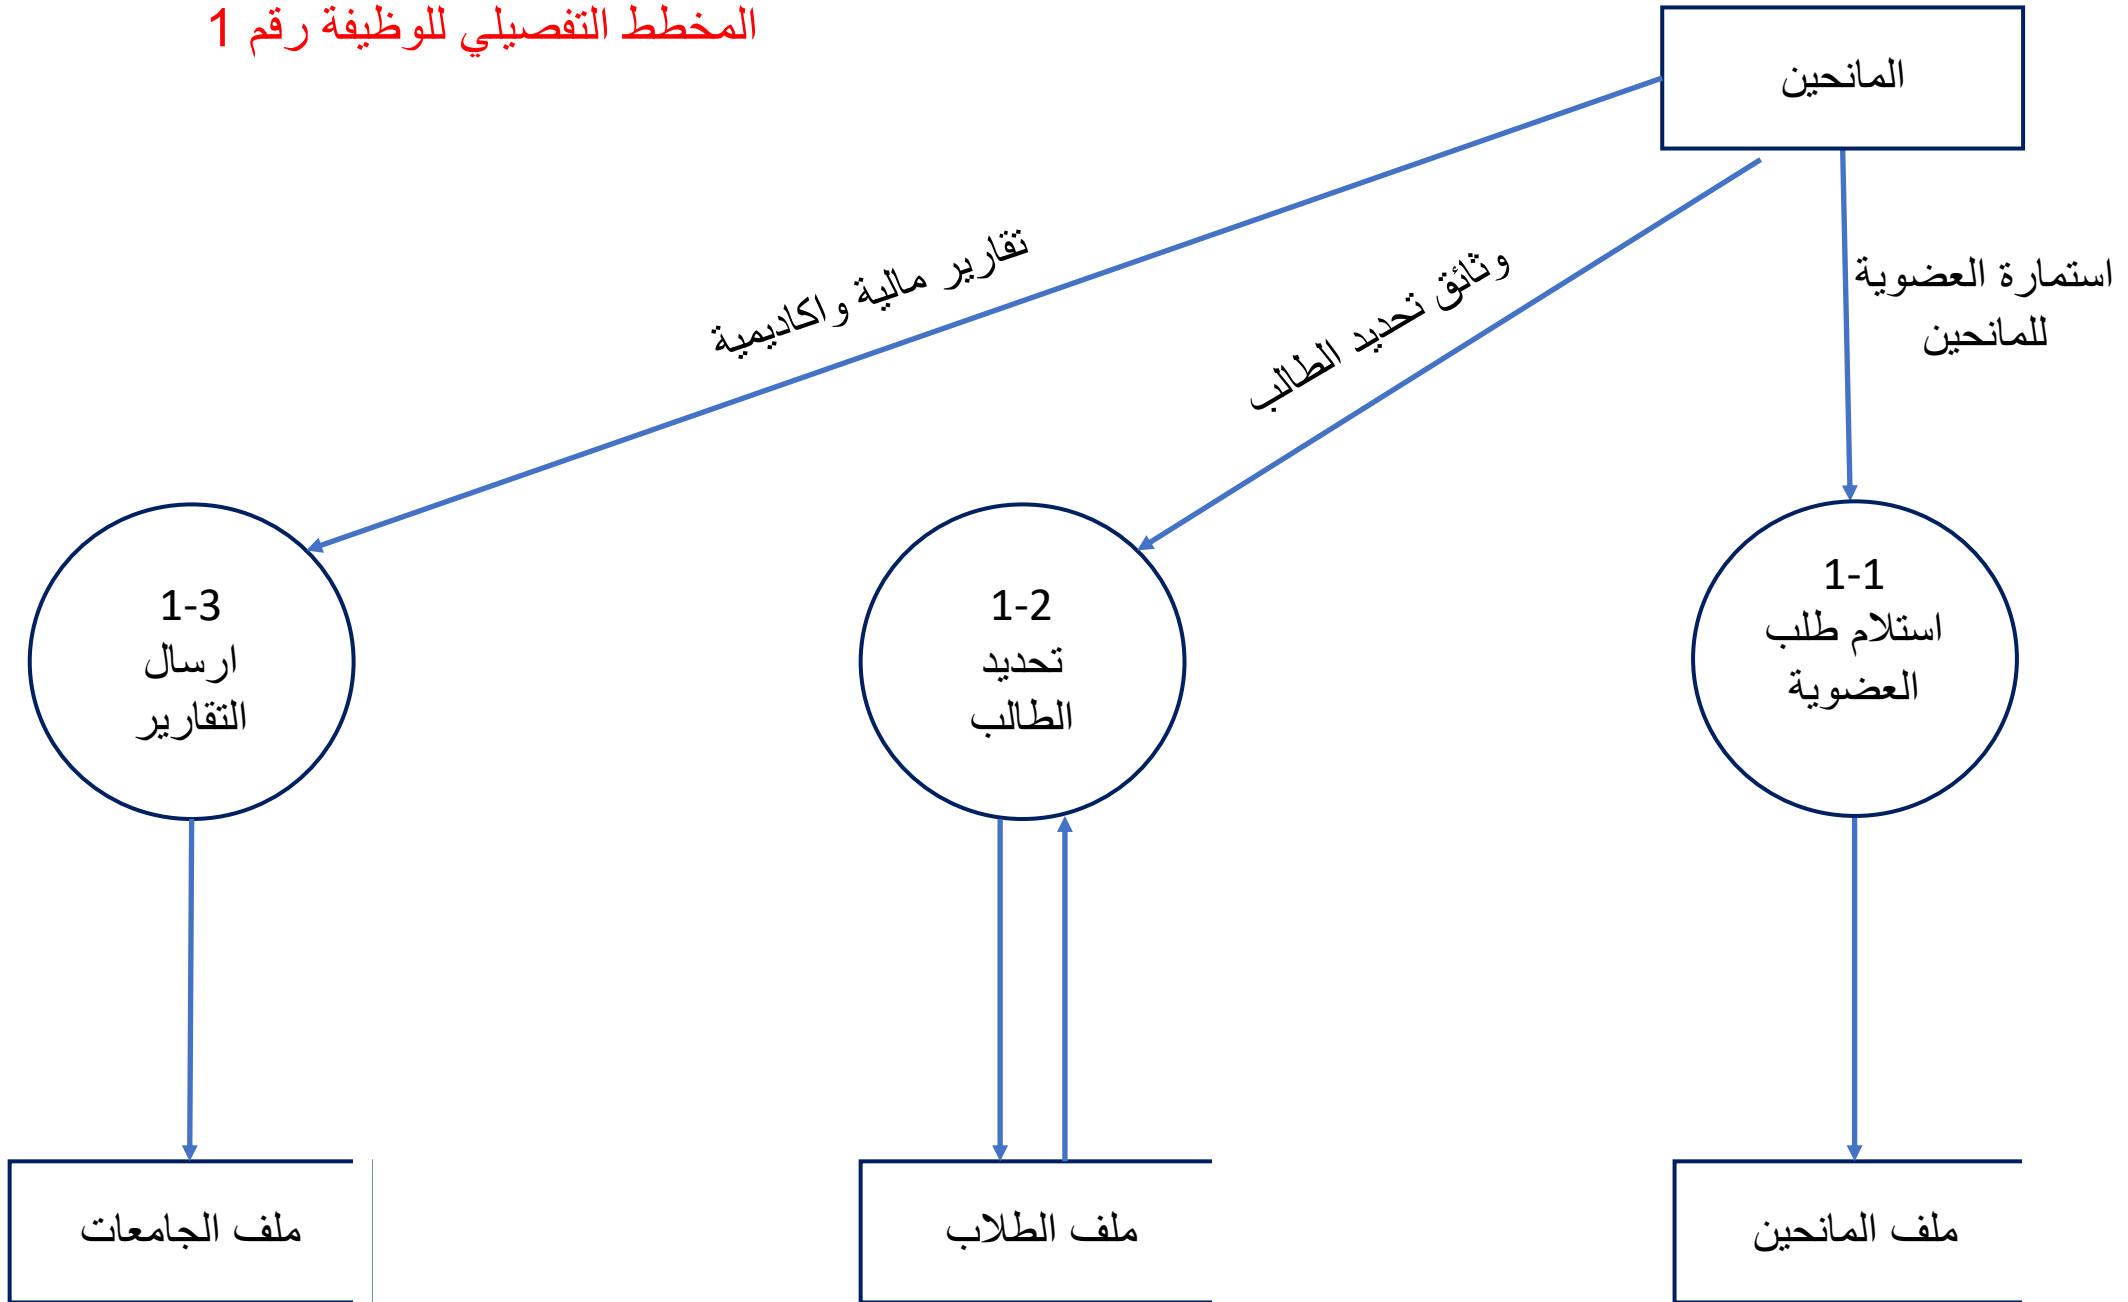 المخطط التفصيلي للوظيفة رقم 1
المانحين
استمارة العضوية
للمانحين
وثائق تحديد الطالب
تقارير مالية واكاديمية
1-1
استلام طلب
العضوية
1-2
تحديد
الطالب
1-3
ارسال
التقارير
ملف المانحين
ملف الطلاب
ملف الجامعات